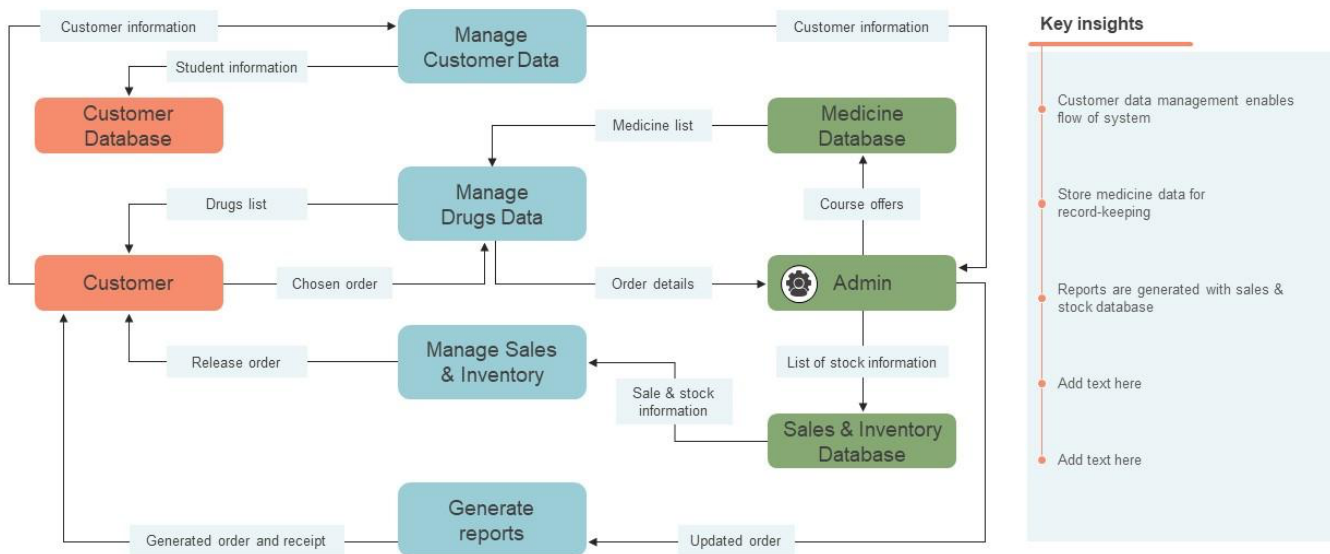 Customer information
Manage
Customer Data
Customer information
Key insights
Student information
Customer
Database
Medicine list
Medicine
Database
Customer data management enables
flow of system
Drugs list
Manage
Drugs Data
Course offers
Store medicine data for
record-keeping
Customer
Chosen order
Order details
Admin
Reports are generated with sales &
stock database
Release order
Manage Sales
& Inventory
List of stock information
Sale & stock
information
Add text here
Sales & Inventory
Database
Add text here
Generated order and receipt
Generate
reports
Updated order